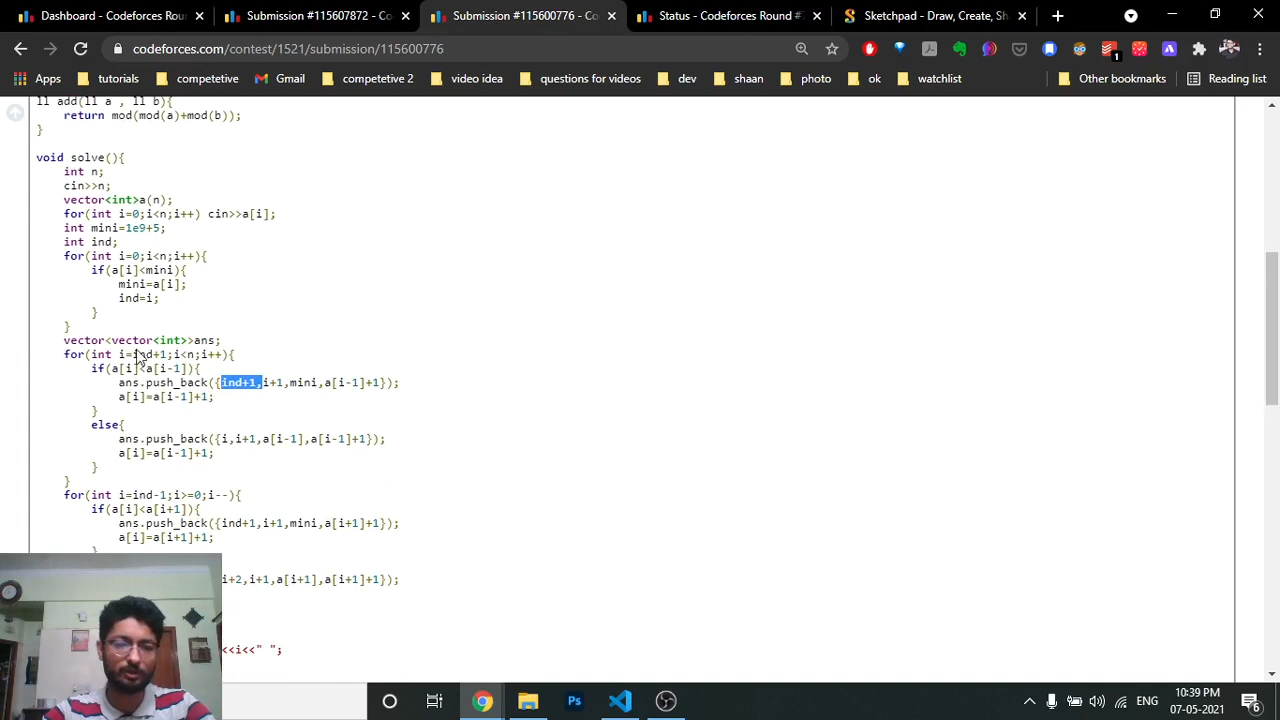 Dashboard - Codeforces Rou
Submission #115607872 - Co
Submission #115600776 - Co
Status - Codeforces Round #
Sketchpad - Draw, Create, Sh
codeforces.com/contest/1521/submission/115600776
1
Apps
tutorials
competetive
Gmail
competetive 2
video idea
questions for videos
dev
shaan
photo
ok
watchlist
Other bookmarks
Reading list
ll add(ll a , ll b){
return mod(mod(a)+mod(b));
}
void solve(){
int n;
cin>>n;
vector<int>a(n);
for(int i=0;i<n;i++) cin>>a[i];
int mini=1e9+5;
int ind;
for(int i=0;i<n;i++){
if(a[i]<mini){
mini=a[i];
ind=i;
}
}
vector<vector<int>>ans;
for(int i=ind+1;i<n;i++){
if(a[i]<a[i-1]){
ans.push_back({ind+1,i+1,mini,a[i-1]+1});
a[i]=a[i-1]+1;
}
else{
ans.push_back({i,i+1,a[i-1],a[i-1]+1});
a[i]=a[i-1]+1;
}
}
for(int i=ind-1;i>=0;i--){
if(a[i]<a[i+1]){
ans.push_back({ind+1,i+1,mini,a[i+1]+1});
a[i]=a[i+1]+1;
}
i+2,i+1,a[i+1],a[i+1]+1});
<<i<<" ";
ENG
10:39 PM
07-05-2021
6